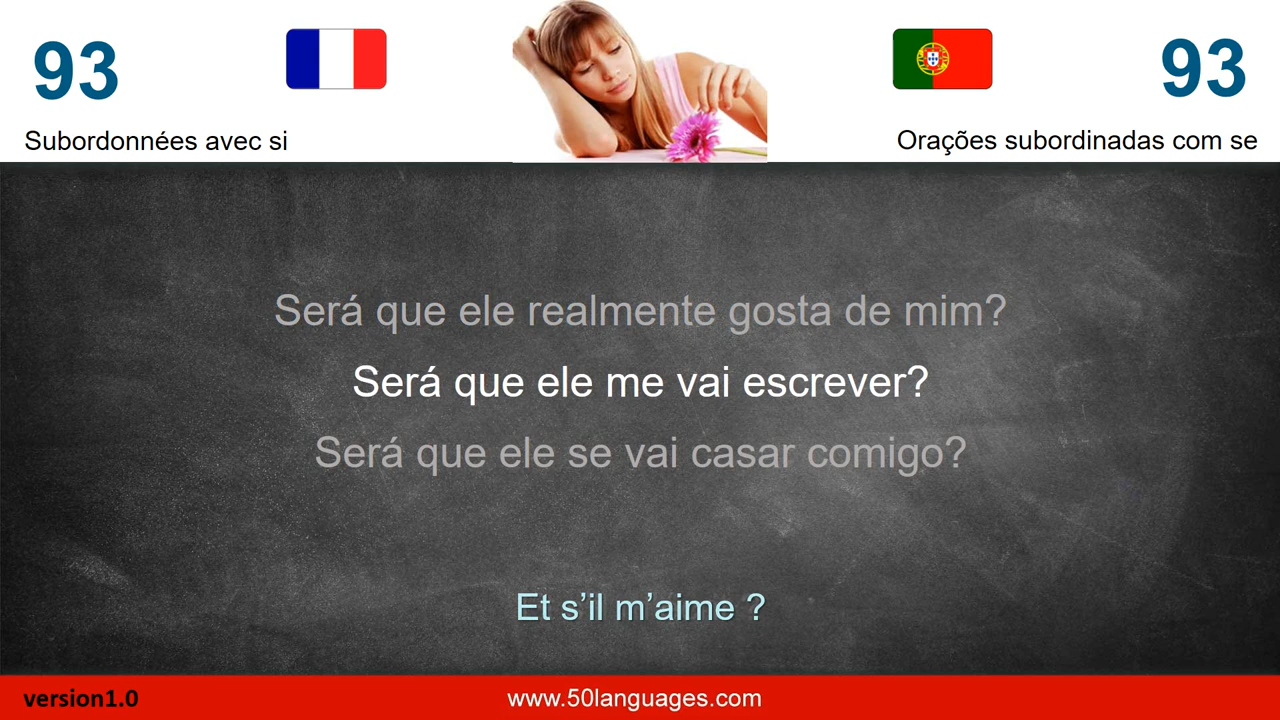 93
93
Subordonnées avec si
Orações subordinadas com se
Será que ele realmente gosta de mim?
Será que ele me vai escrever?
Será que ele se vai casar comigo?
Et s’il m’aime ?
version1.0
www.50languages.com